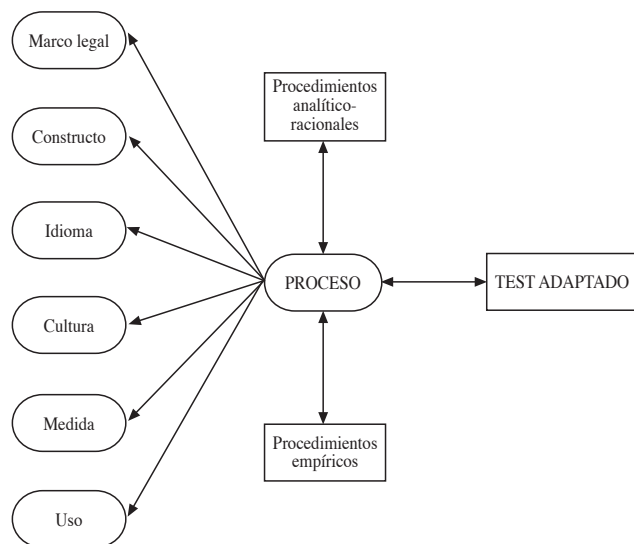 Marco legal
Constructo
Idioma
Cultura
Medida
Uso
Procedimientos
analítico-
racionales
PROCESO
Procedimientos
empíricos
TEST ADAPTADO